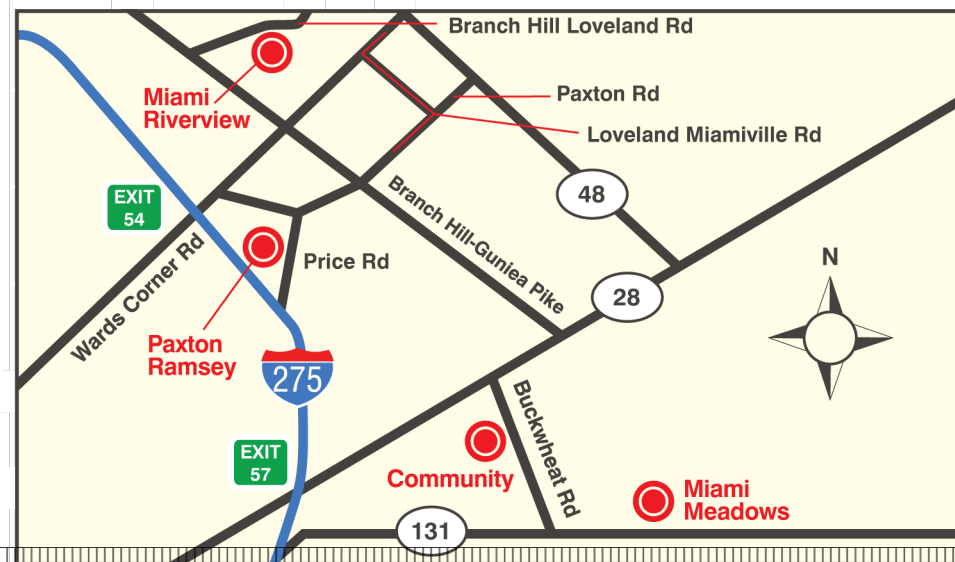 Branch Hill Loveland Rd
Miami
Riverview
Paxton Rd
Loveland Miamiville Rd
EXIT
54
48
Branch Hill-Guniea Pike
Wards Corner Rd
Price Rd
N
28
Paxton
Ramsey
275
Buckwheat Rd
EXIT
57
Community
Miami
Meadows
131